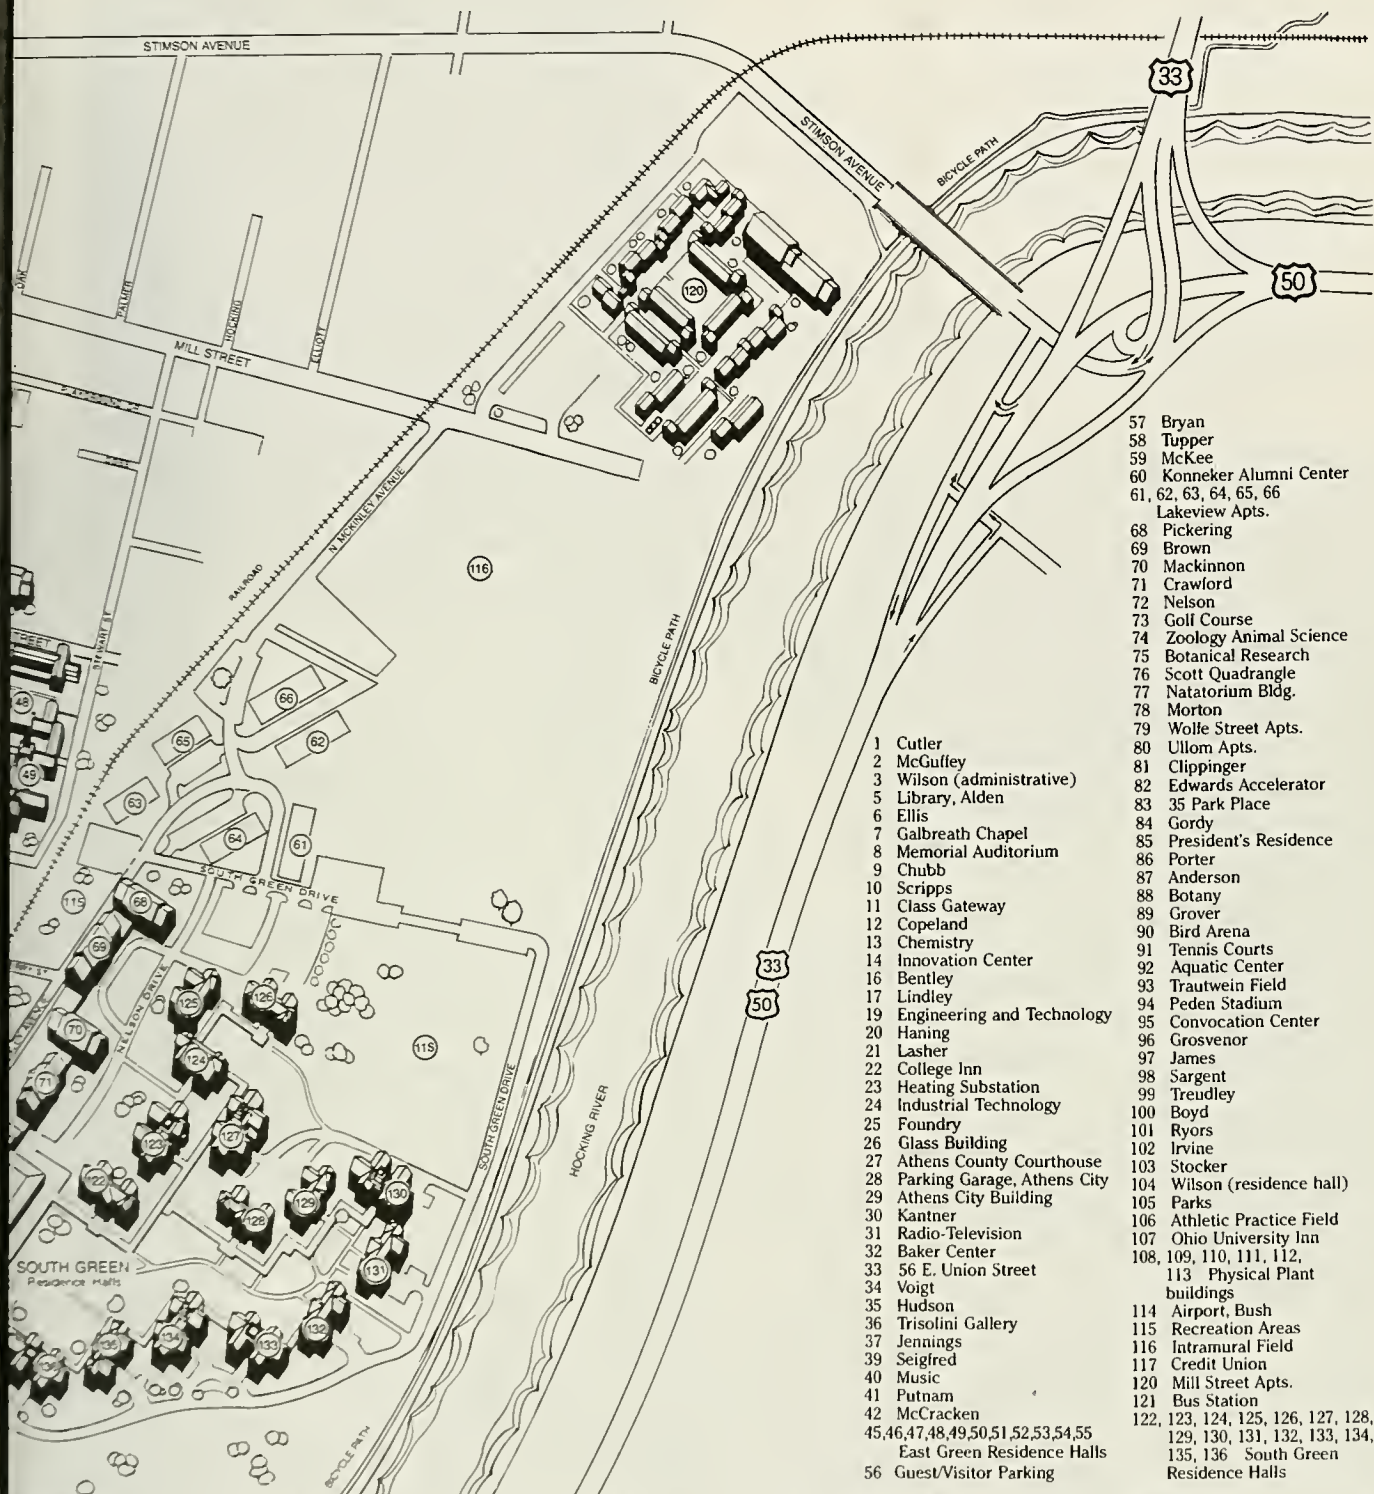 STIMSON AVENUE
33
STIMSON AVENUE
BICYCLE PATH
OAK
PALMER
HOCKING
ELLIOTT
MILL STREET
120
50
N MCKINLEY AVENUE
RAILROAD
116
BICYCLE PATH
STREET
STEWART ST
48
49
66
65
62
63
64
61
SOUTH GREEN DRIVE
115
68
69
70
71
NELSON DRIVE
125
126
124
115
123
127
122
128
129
130
131
132
133
134
135
136
SOUTH GREEN
Residence Halls
SOUTH GREEN DRIVE
HOCKING RIVER
BICYCLE PATH
33
50
1 Cutler
2 McGuffey
3 Wilson (administrative)
5 Library, Alden
6 Ellis
7 Galbreath Chapel
8 Memorial Auditorium
9 Chubb
10 Scripps
11 Class Gateway
12 Copeland
13 Chemistry
14 Innovation Center
16 Bentley
17 Lindley
19 Engineering and Technology
20 Haning
21 Lasher
22 College Inn
23 Heating Substation
24 Industrial Technology
25 Foundry
26 Glass Building
27 Athens County Courthouse
28 Parking Garage, Athens City
29 Athens City Building
30 Kantner
31 Radio-Television
32 Baker Center
33 56 E. Union Street
34 Voigt
35 Hudson
36 Trisolini Gallery
37 Jennings
39 Seigfred
40 Music
41 Putnam
42 McCracken
45,46,47,48,49,50,51,52,53,54,55
East Green Residence Halls
56 Guest/Visitor Parking
57 Bryan
58 Tupper
59 McKee
60 Konneker Alumni Center
61, 62, 63, 64, 65, 66
Lakeview Apts.
68 Pickering
69 Brown
70 Mackinnon
71 Crawford
72 Nelson
73 Golf Course
74 Zoology Animal Science
75 Botanical Research
76 Scott Quadrangle
77 Natatorium Bldg.
78 Morton
79 Wolfe Street Apts.
80 Ullom Apts.
81 Clippinger
82 Edwards Accelerator
83 35 Park Place
84 Gordy
85 President's Residence
86 Porter
87 Anderson
88 Botany
89 Grover
90 Bird Arena
91 Tennis Courts
92 Aquatic Center
93 Trautwein Field
94 Peden Stadium
95 Convocation Center
96 Grosvenor
97 James
98 Sargent
99 Treudley
100 Boyd
101 Ryors
102 Irvine
103 Stocker
104 Wilson (residence hall)
105 Parks
106 Athletic Practice Field
107 Ohio University Inn
108, 109, 110, 111, 112,
113 Physical Plant
buildings
114 Airport, Bush
115 Recreation Areas
116 Intramural Field
117 Credit Union
120 Mill Street Apts.
121 Bus Station
122, 123, 124, 125, 126, 127, 128,
129, 130, 131, 132, 133, 134,
135, 136 South Green
Residence Halls